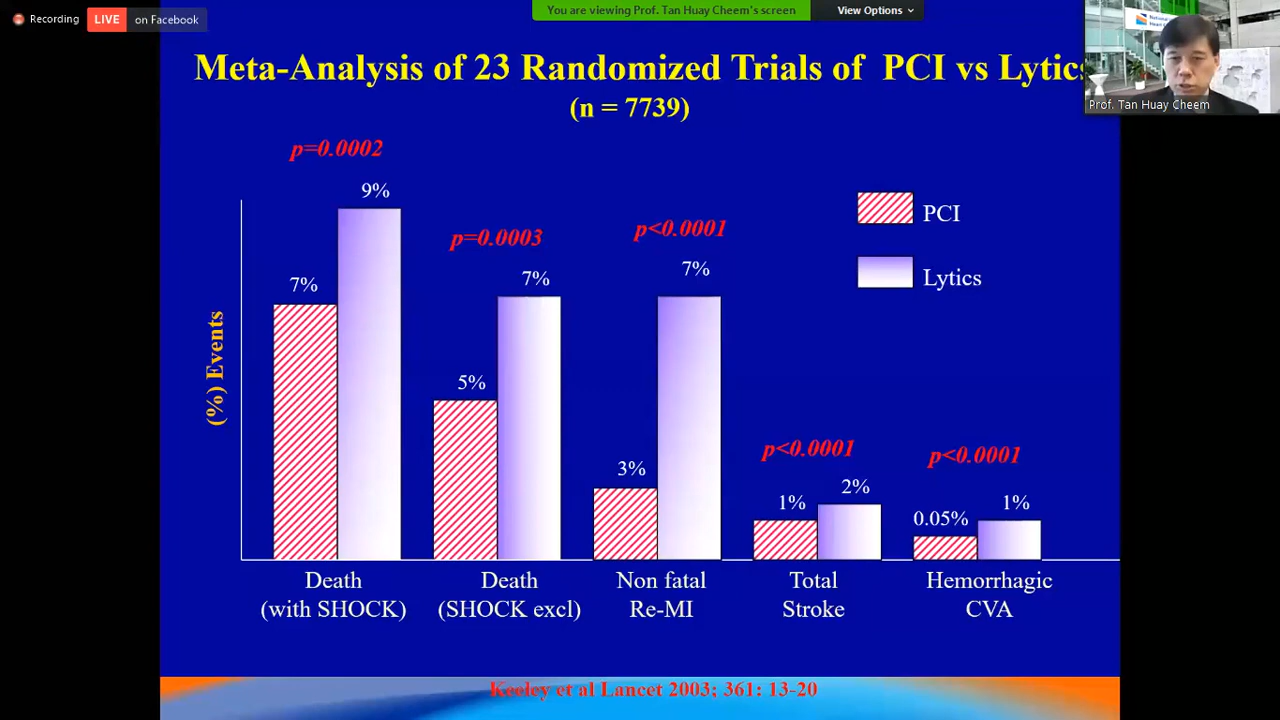 Recording
LIVE on Facebook
You are viewing Prof. Tan Huay Cheem's screen
View Options
Meta-Analysis of 23 Randomized Trials of PCI vs Lytics
(n = 7739)
Prof. Tan Huay Cheem
p=0.0002
9%
7%
p=0.0003
7%
5%
p<0.0001
7%
3%
p<0.0001
2%
1%
p<0.0001
1%
0.05%
PCI
Lytics
(%) Events
Death
(with SHOCK)
Death
(SHOCK excl)
Non fatal
Re-MI
Total
Stroke
Hemorrhagic
CVA
Keeley et al Lancet 2003; 361: 13-20